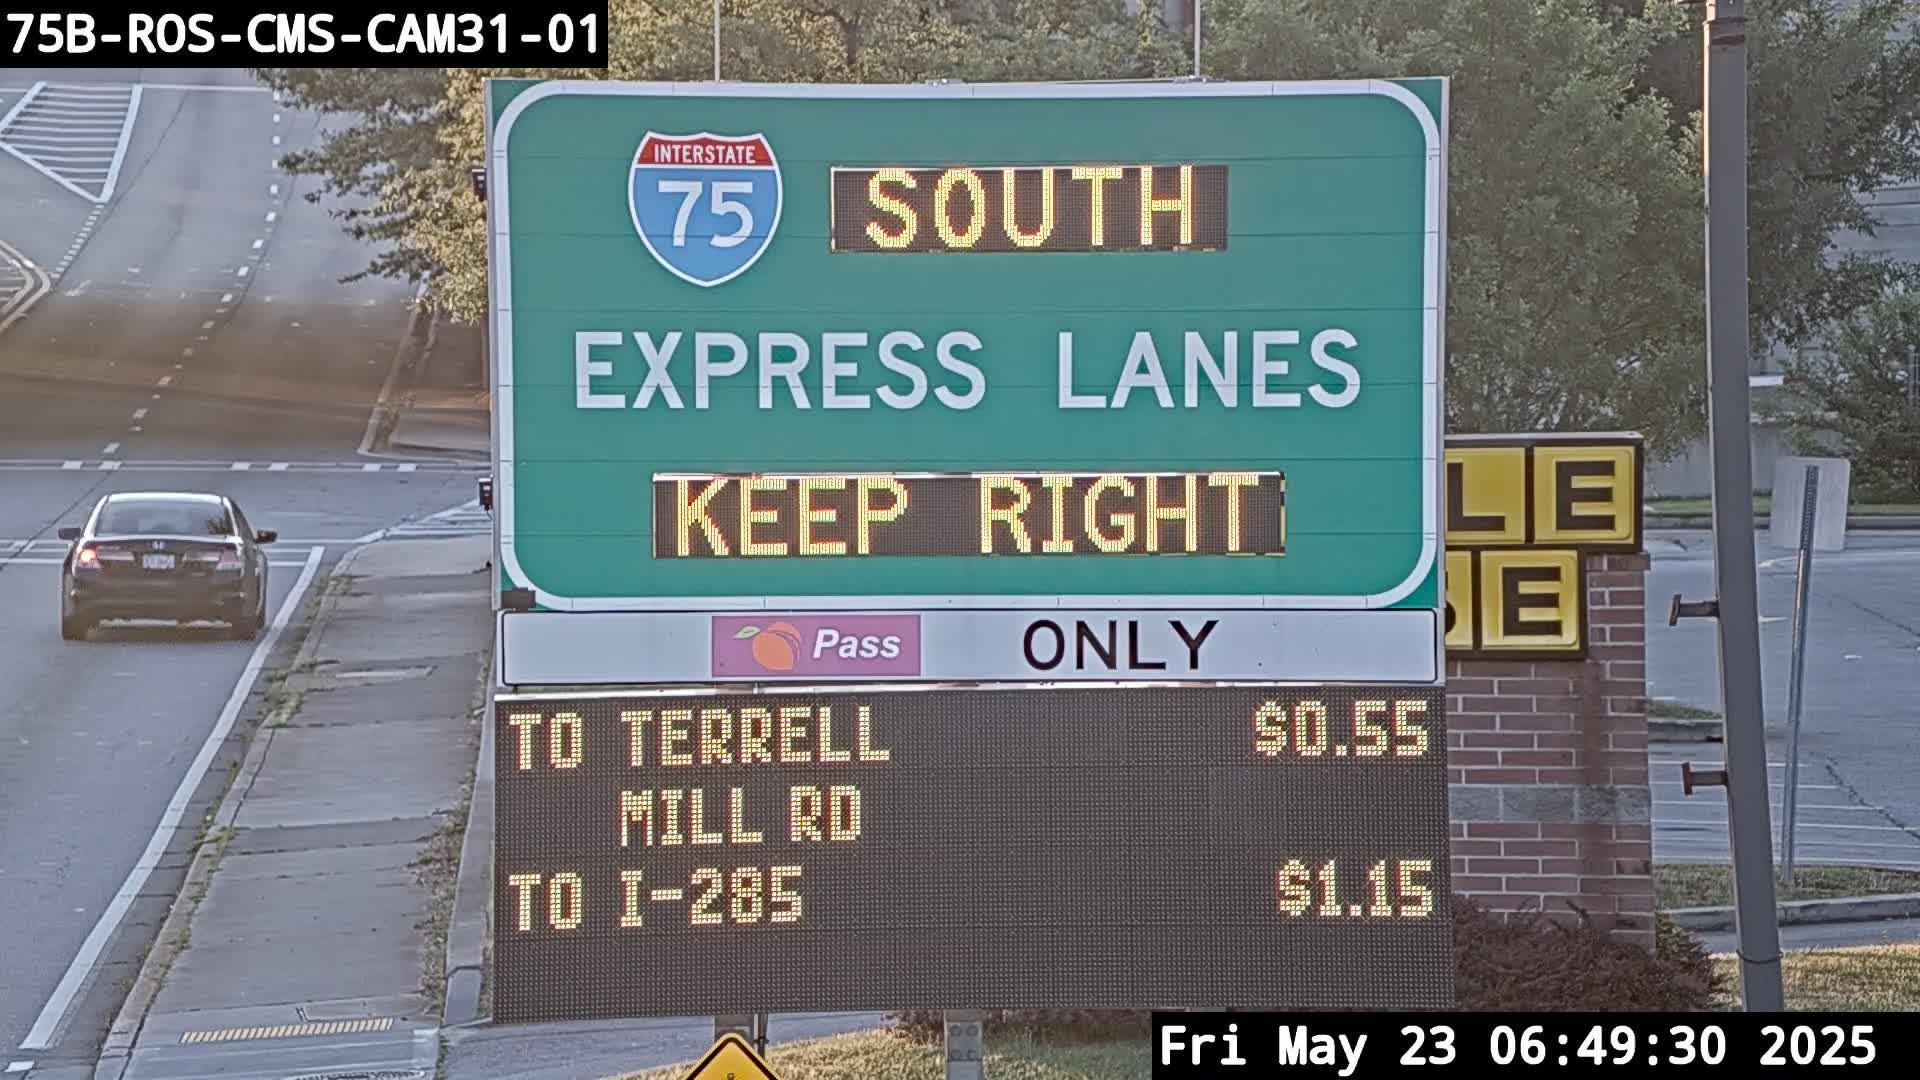 75B-ROS-CMS-CAM31-01
INTERSTATE
75
SOUTH
EXPRESS LANES
KEEP RIGHT
Pass ONLY
TO TERRELL $0.55
MILL RD
TO I-285 $1.15
LE
E
Fri May 23 06:49:30 2025